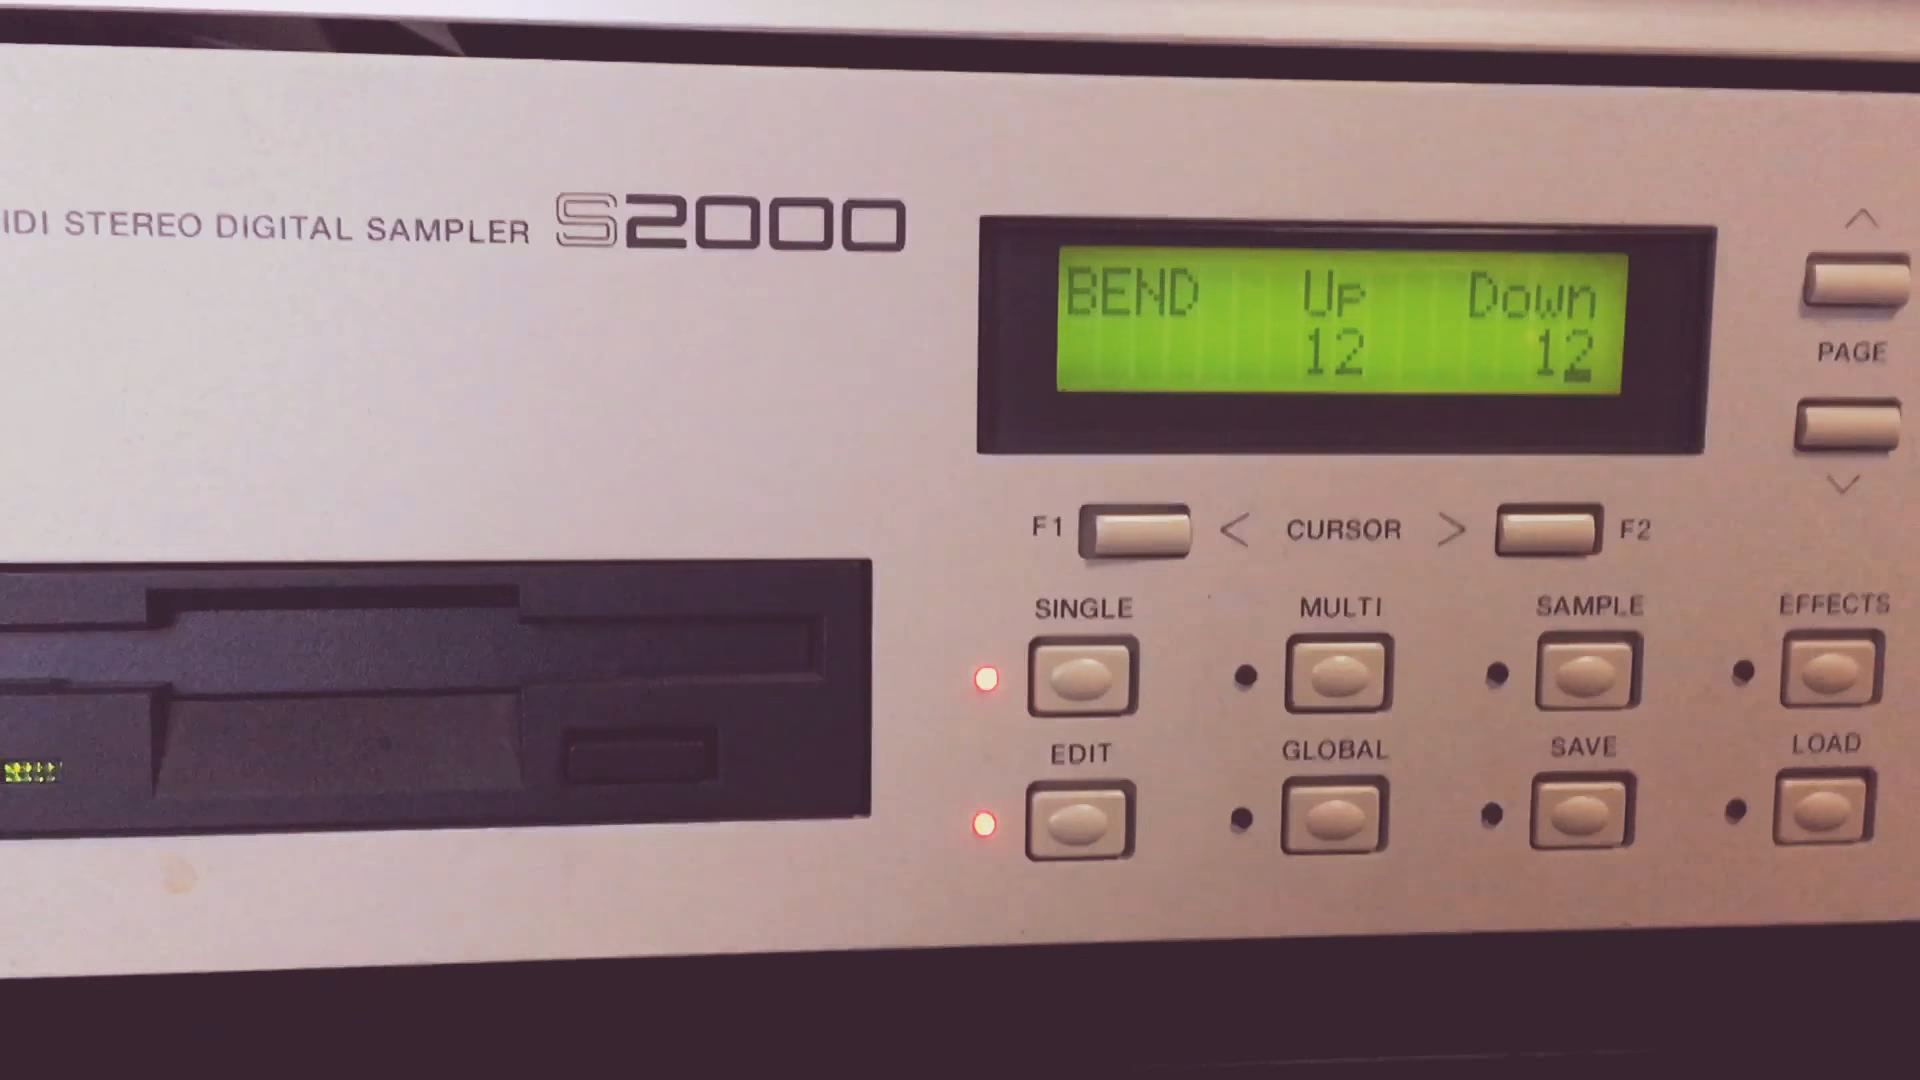 IDI STEREO DIGITAL SAMPLER S2000
BEND Up Down
12 12
PAGE
F1 < CURSOR > F2
SINGLE MULTI SAMPLE EFFECTS
EDIT GLOBAL SAVE LOAD